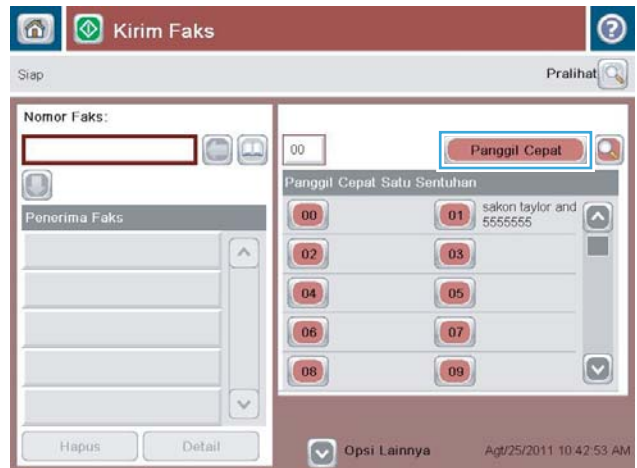 Kirim Faks
?
Siap
Pralihat
Nomor Faks:
Penerima Faks
Hapus
Detail
00
Panggil Cepat
Panggil Cepat Satu Sentuhan
00
01
sakon taylor and
5555555
02
03
04
05
06
07
08
09
Opsi Lainnya
Agt/25/2011 10:42:53 AM